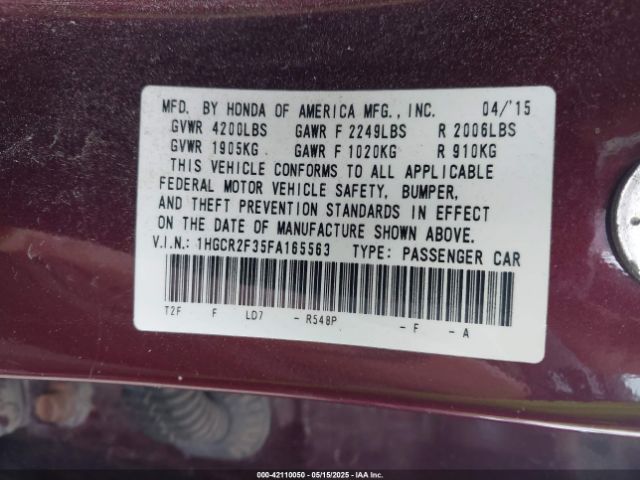 MFD. BY HONDA OF AMERICA MFG., INC. 04/'15
GVWR 4200LBS GAWR F 2249LBS R 2006LBS
GVWR 1905KG GAWR F 1020KG R 910KG
THIS VEHICLE CONFORMS TO ALL APPLICABLE
FEDERAL MOTOR VEHICLE SAFETY, BUMPER,
AND THEFT PREVENTION STANDARDS IN EFFECT
ON THE DATE OF MANUFACTURE SHOWN ABOVE.
V.I.N.: 1HGCR2F35FA165563 TYPE: PASSENGER CAR
T2F F LD7 - R548P - F - A
000-42110050 - 05/15/2025 - IAA Inc.